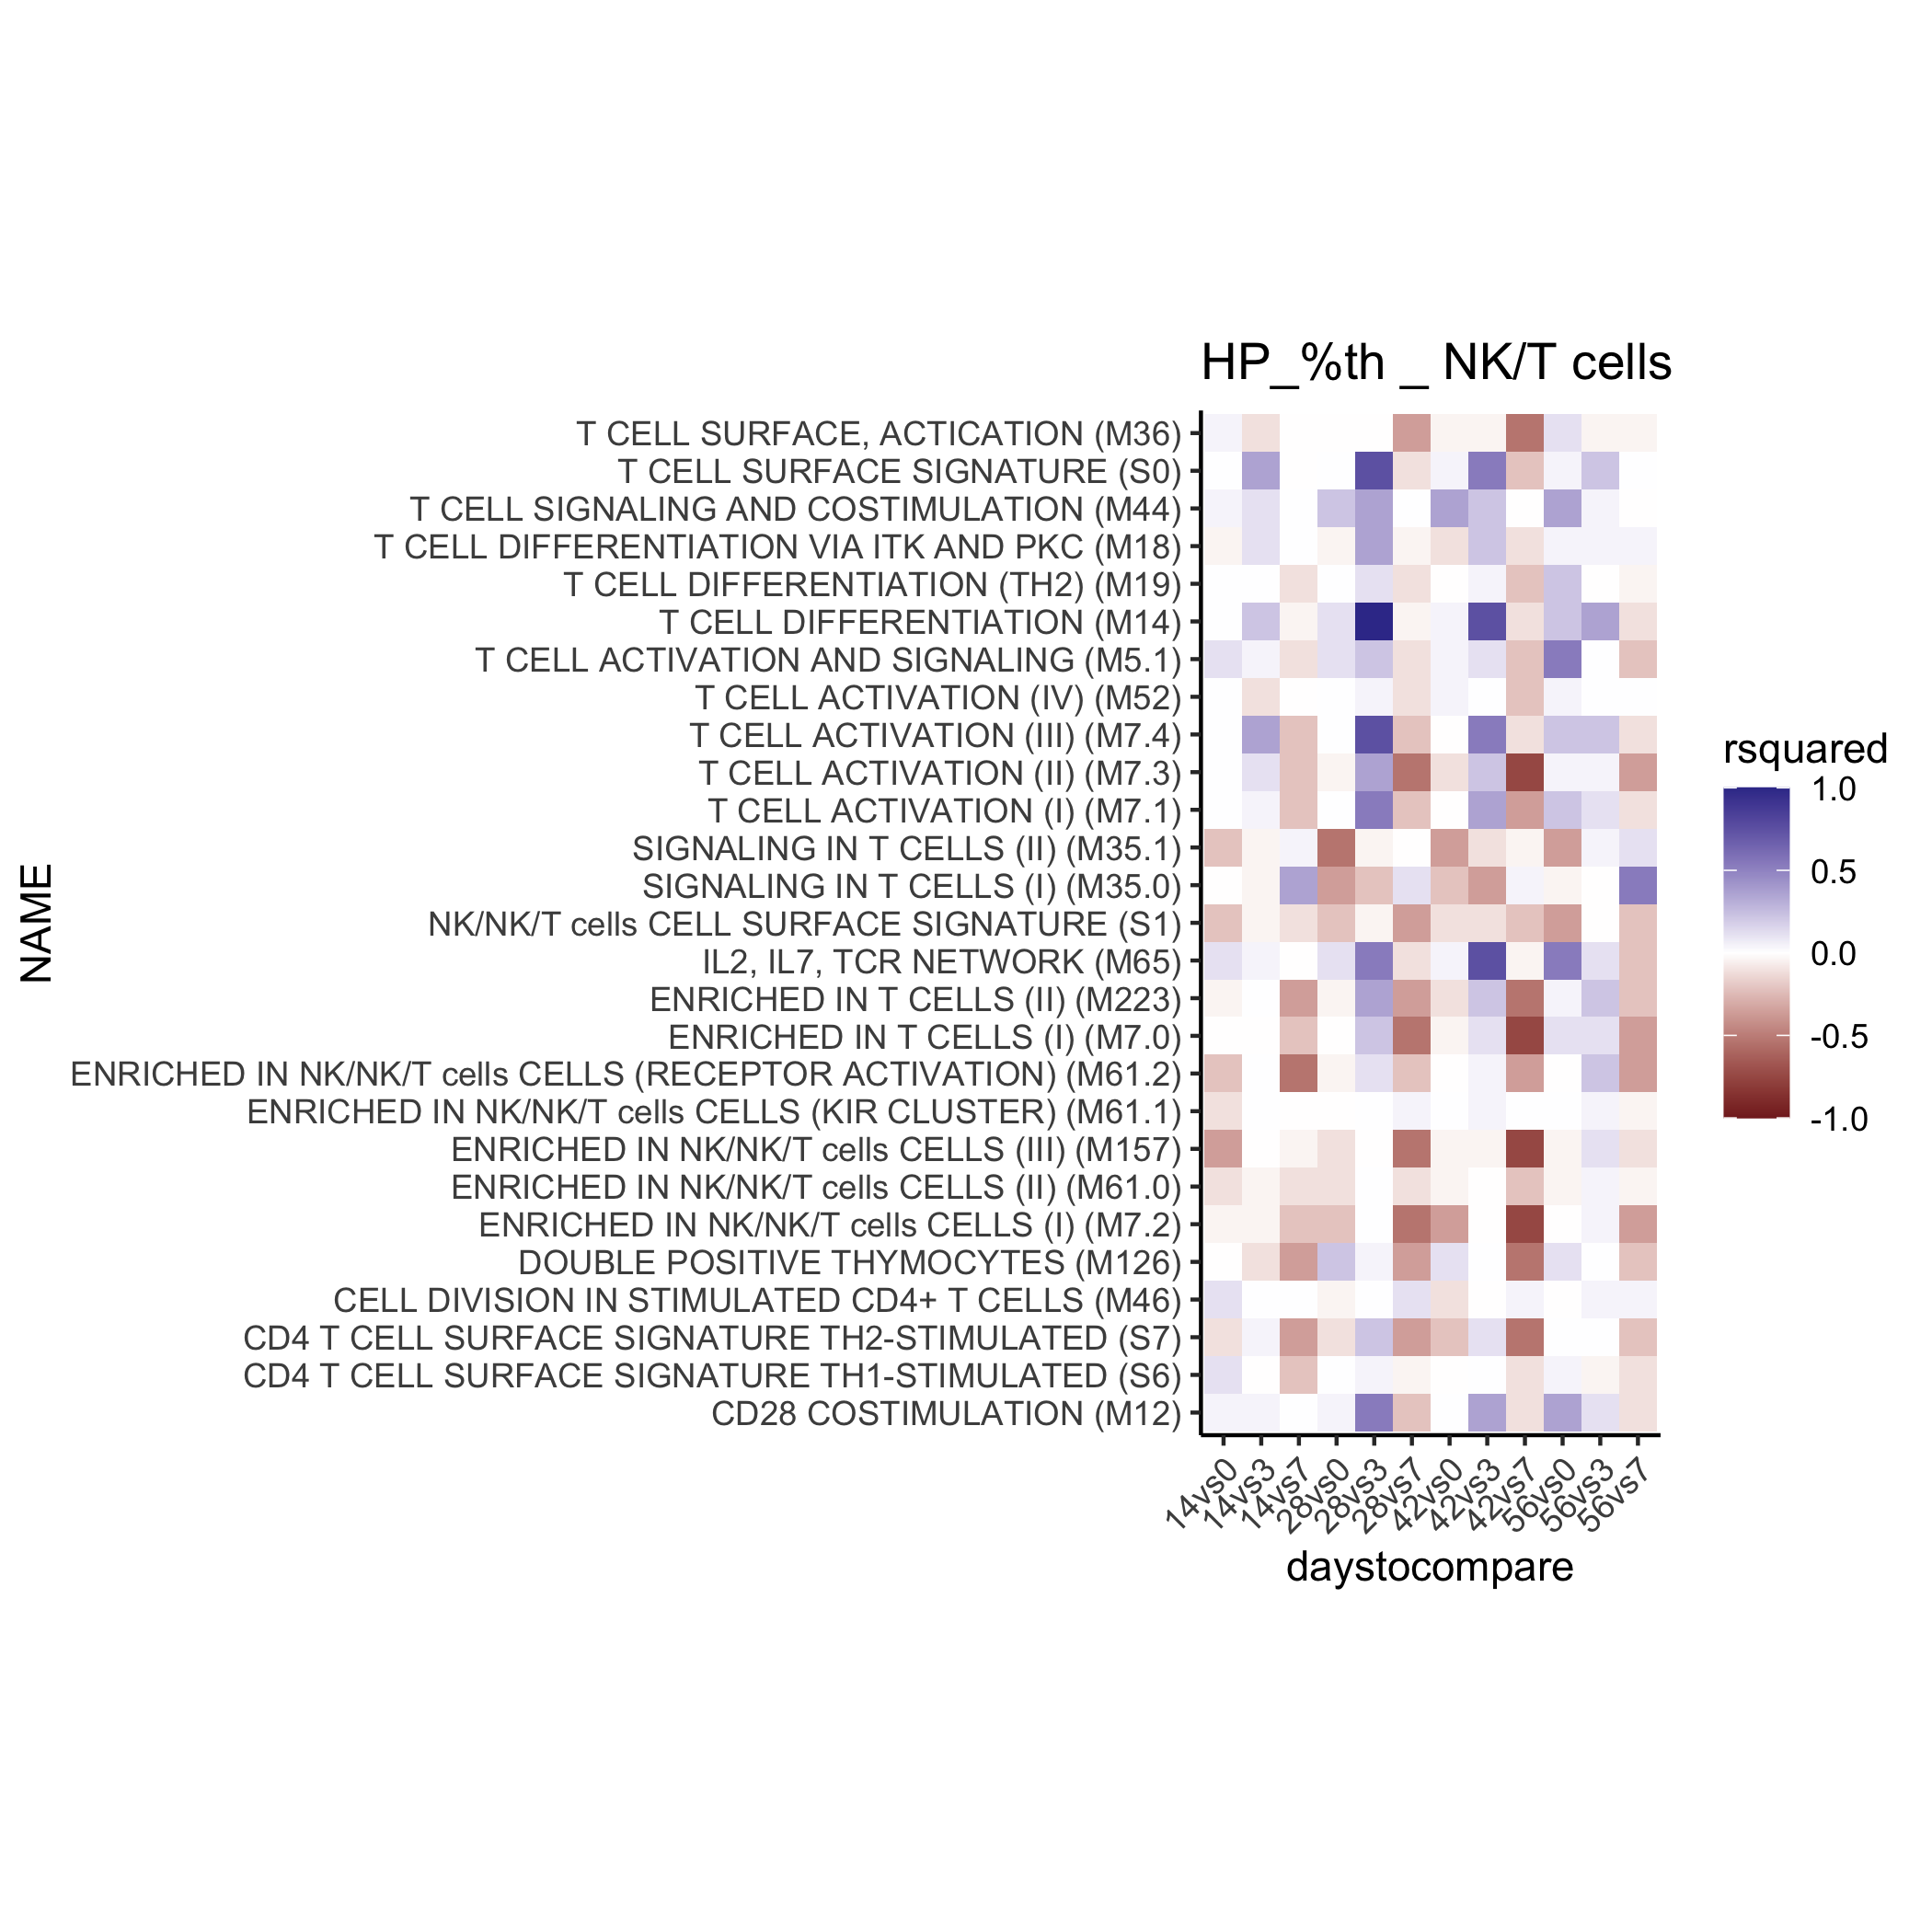 HP_%th _ NK/T cells
NAME
T CELL SURFACE, ACTICATION (M36)
T CELL SURFACE SIGNATURE (S0)
T CELL SIGNALING AND COSTIMULATION (M44)
T CELL DIFFERENTIATION VIA ITK AND PKC (M18)
T CELL DIFFERENTIATION (TH2) (M19)
T CELL DIFFERENTIATION (M14)
T CELL ACTIVATION AND SIGNALING (M5.1)
T CELL ACTIVATION (IV) (M52)
T CELL ACTIVATION (III) (M7.4)
T CELL ACTIVATION (II) (M7.3)
T CELL ACTIVATION (I) (M7.1)
SIGNALING IN T CELLS (II) (M35.1)
SIGNALING IN T CELLS (I) (M35.0)
NK/NK/T cells CELL SURFACE SIGNATURE (S1)
IL2, IL7, TCR NETWORK (M65)
ENRICHED IN T CELLS (II) (M223)
ENRICHED IN T CELLS (I) (M7.0)
ENRICHED IN NK/NK/T cells CELLS (RECEPTOR ACTIVATION) (M61.2)
ENRICHED IN NK/NK/T cells CELLS (KIR CLUSTER) (M61.1)
ENRICHED IN NK/NK/T cells CELLS (III) (M157)
ENRICHED IN NK/NK/T cells CELLS (II) (M61.0)
ENRICHED IN NK/NK/T cells CELLS (I) (M7.2)
DOUBLE POSITIVE THYMOCYTES (M126)
CELL DIVISION IN STIMULATED CD4+ T CELLS (M46)
CD4 T CELL SURFACE SIGNATURE TH2-STIMULATED (S7)
CD4 T CELL SURFACE SIGNATURE TH1-STIMULATED (S6)
CD28 COSTIMULATION (M12)
14vs0
14vs3
14vs7
28vs0
28vs3
28vs7
42vs0
42vs3
42vs7
56vs0
56vs3
56vs7
daystocompare
rsquared
1.0
0.5
0.0
-0.5
-1.0